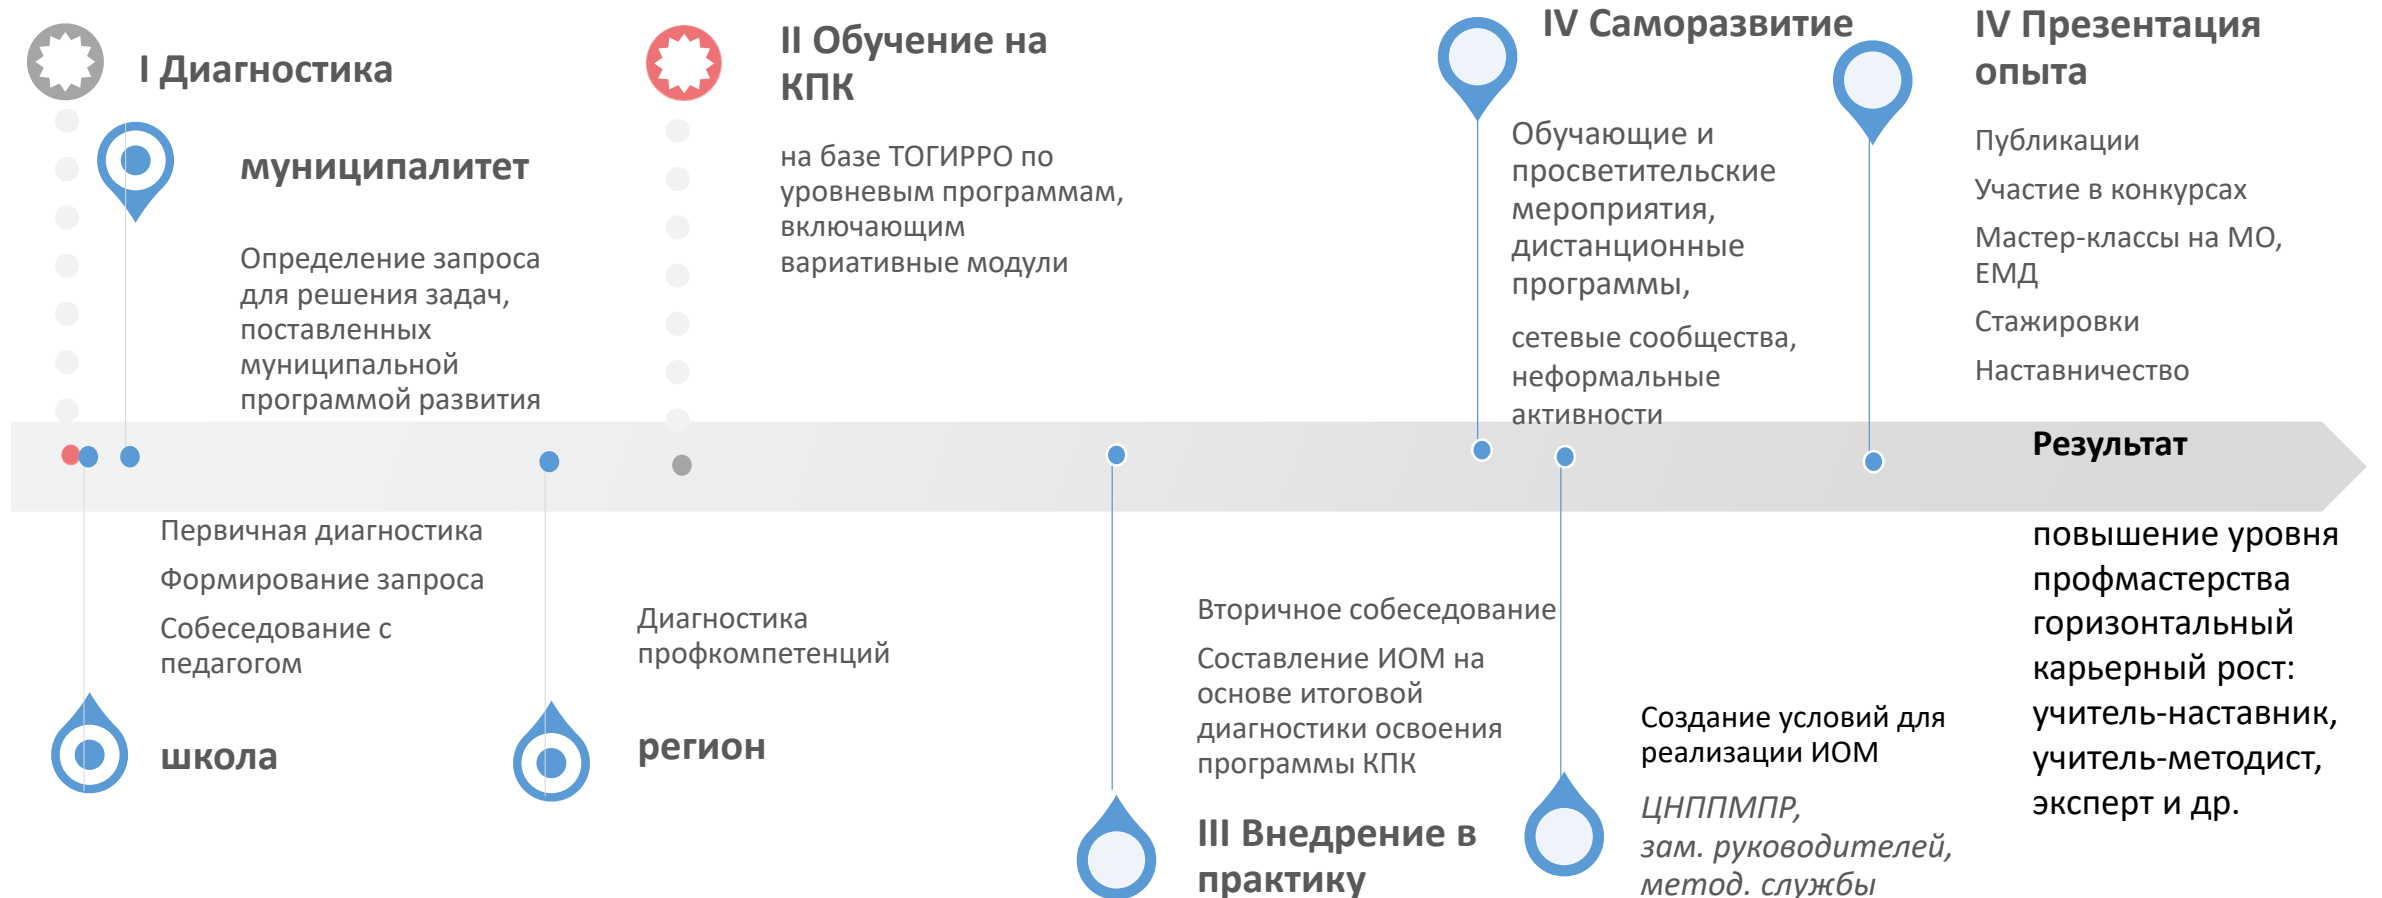 I Диагностика
муниципалитет
Определение запроса
для решения задач,
поставленных
муниципальной
программой развития
Первичная диагностика
Формирование запроса
Собеседование с
педагогом
школа
Диагностика
профкомпетенций
регион
II Обучение на
КПК
на базе ТОГИРРО по
уровневым программам,
включающим
вариативные модули
Вторичное собеседование
Составление ИОМ на
основе итоговой
диагностики освоения
программы КПК
III Внедрение в
практику
IV Саморазвитие
Обучающие и
просветительские
мероприятия,
дистанционные
программы,
сетевые сообщества,
неформальные
активности
Создание условий для
реализации ИОМ
ЦНППМПР,
зам. руководителей,
метод. службы
IV Презентация
опыта
Публикации
Участие в конкурсах
Мастер-классы на МО,
ЕМД
Стажировки
Наставничество
Результат
повышение уровня
профмастерства
горизонтальный
карьерный рост:
учитель-наставник,
учитель-методист,
эксперт и др.